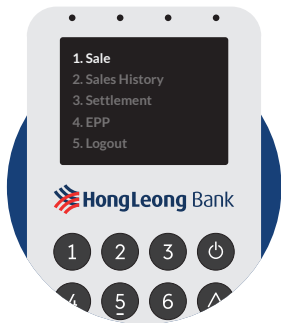 1. Sale
2. Sales History
3. Settlement
4. EPP
5. Logout
HongLeong Bank
1 2 3
4 5 6